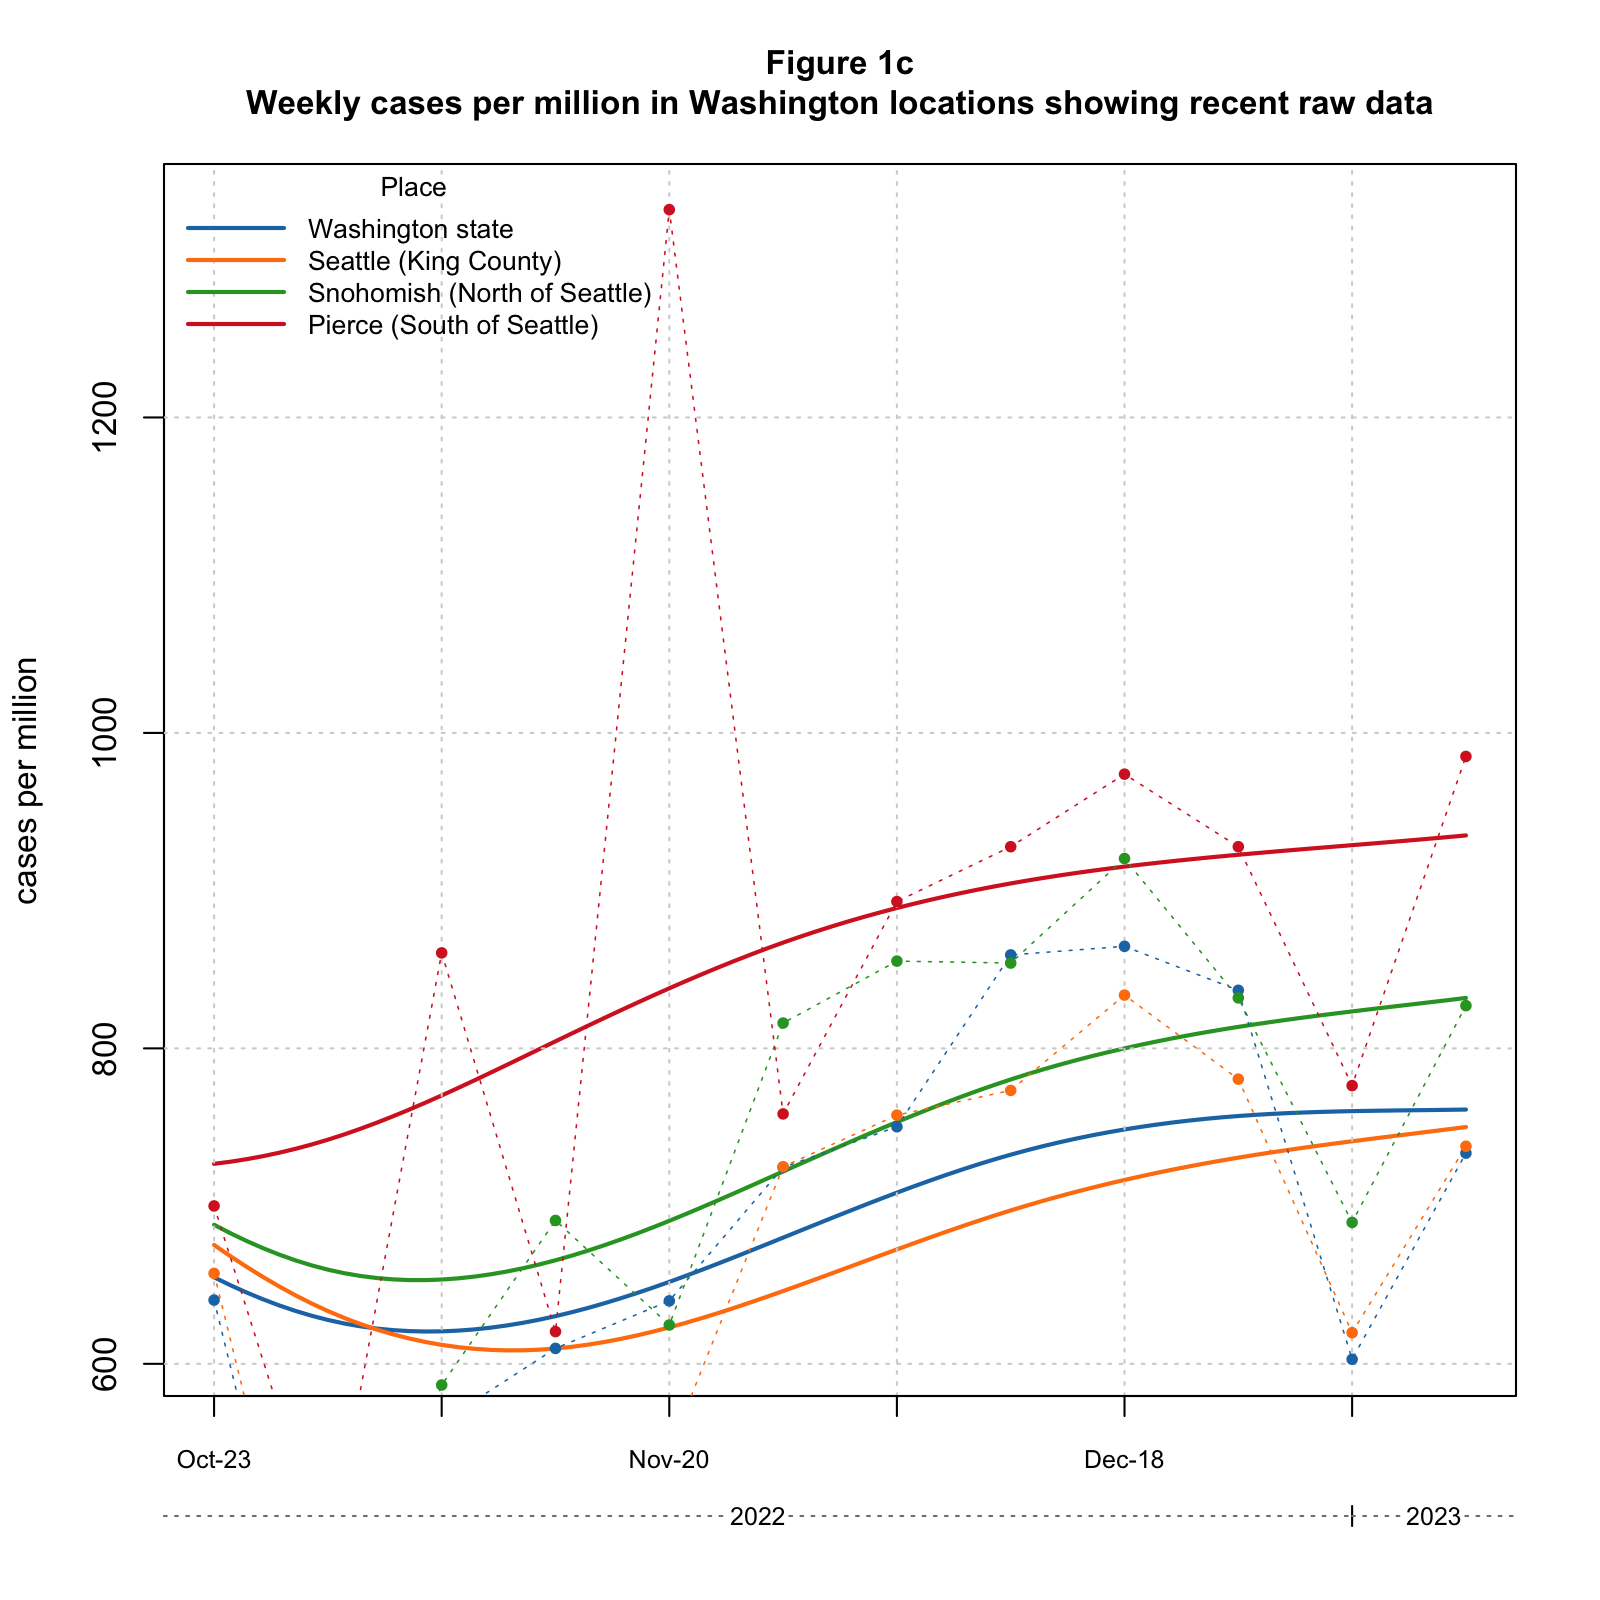 Figure 1c
Weekly cases per million in Washington locations showing recent raw data
Place
Washington state
Seattle (King County)
Snohomish (North of Seattle)
Pierce (South of Seattle)
cases per million
1200
1000
800
600
Oct-23 Nov-20 Dec-18
2022 2023